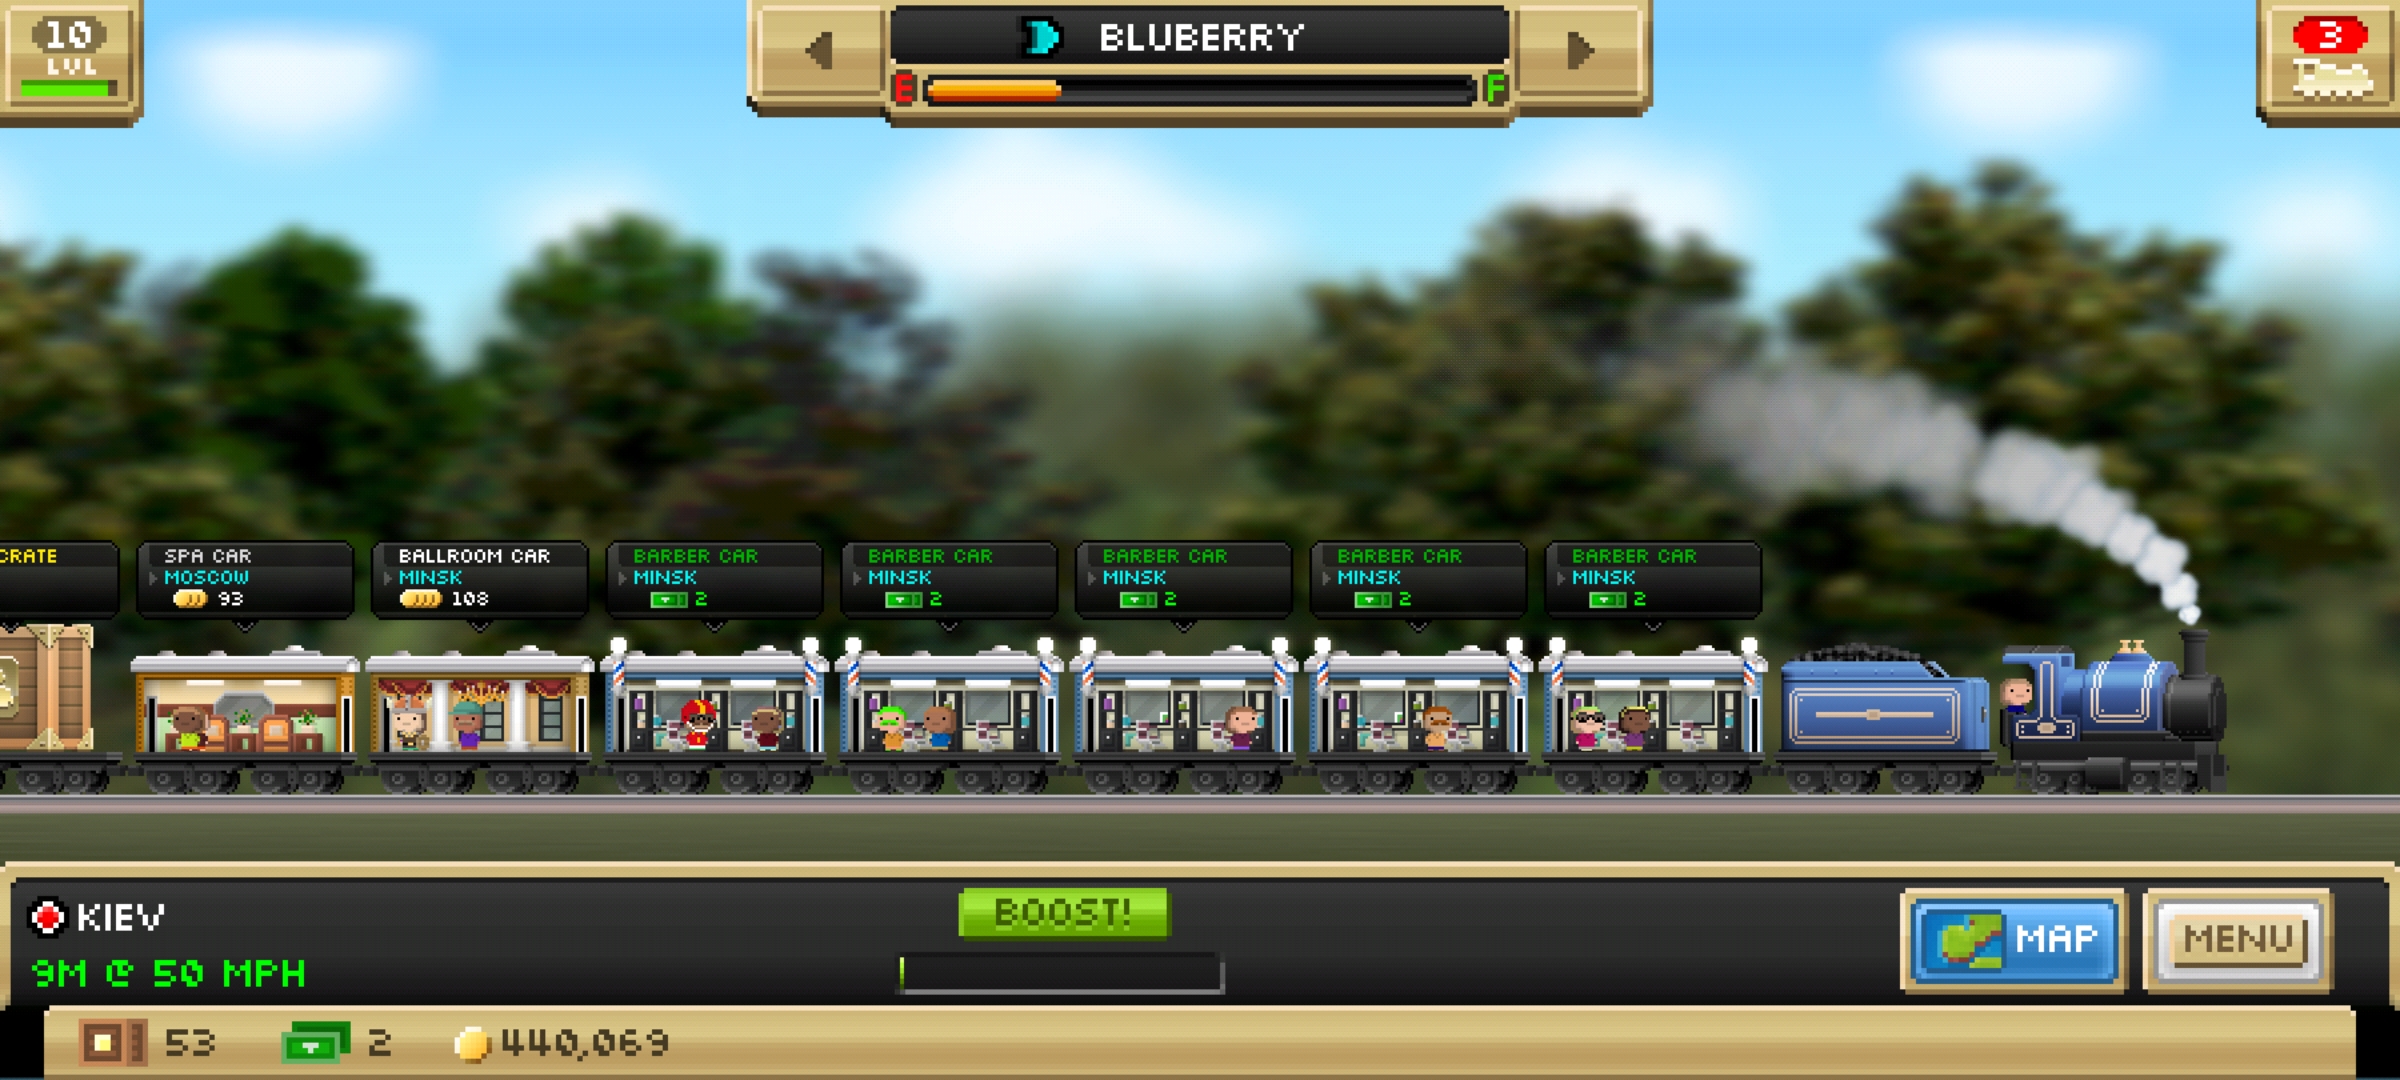 10
LVL
BLUBERRY
E F
3
CRATE
SPA CAR
MOSCOW
93
BALLROOM CAR
MINSK
108
BARBER CAR
MINSK
2
BARBER CAR
MINSK
2
BARBER CAR
MINSK
2
BARBER CAR
MINSK
2
BARBER CAR
MINSK
2
KIEV
9M @ 50 MPH
BOOST!
MAP
MENU
53
2
440,069